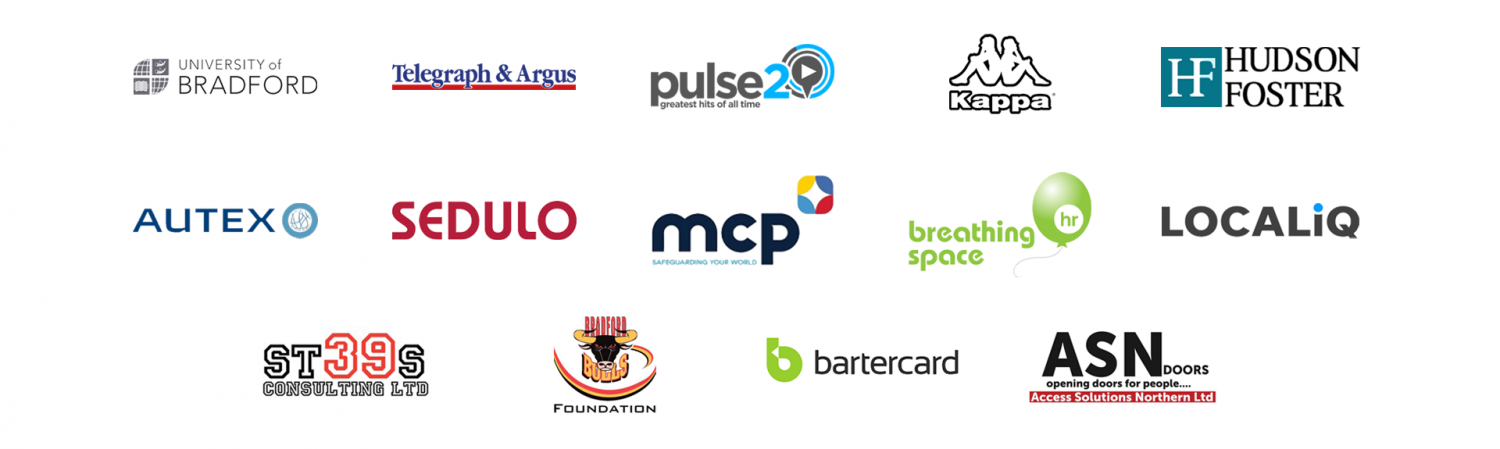 UNIVERSITY of
BRADFORD
Telegraph & Argus
pulse2
greatest hits of all time
Kappa
HF
HUDSON
FOSTER
AUTEX
SEDULO
mcp
SAFEGUARDING YOUR WORLD
breathing
space
hr
LOCALiQ
ST39S
CONSULTING LTD
BRADFORD
BULLS
FOUNDATION
b bartercard
ASN DOORS
opening doors for people....
Access Solutions Northern Ltd